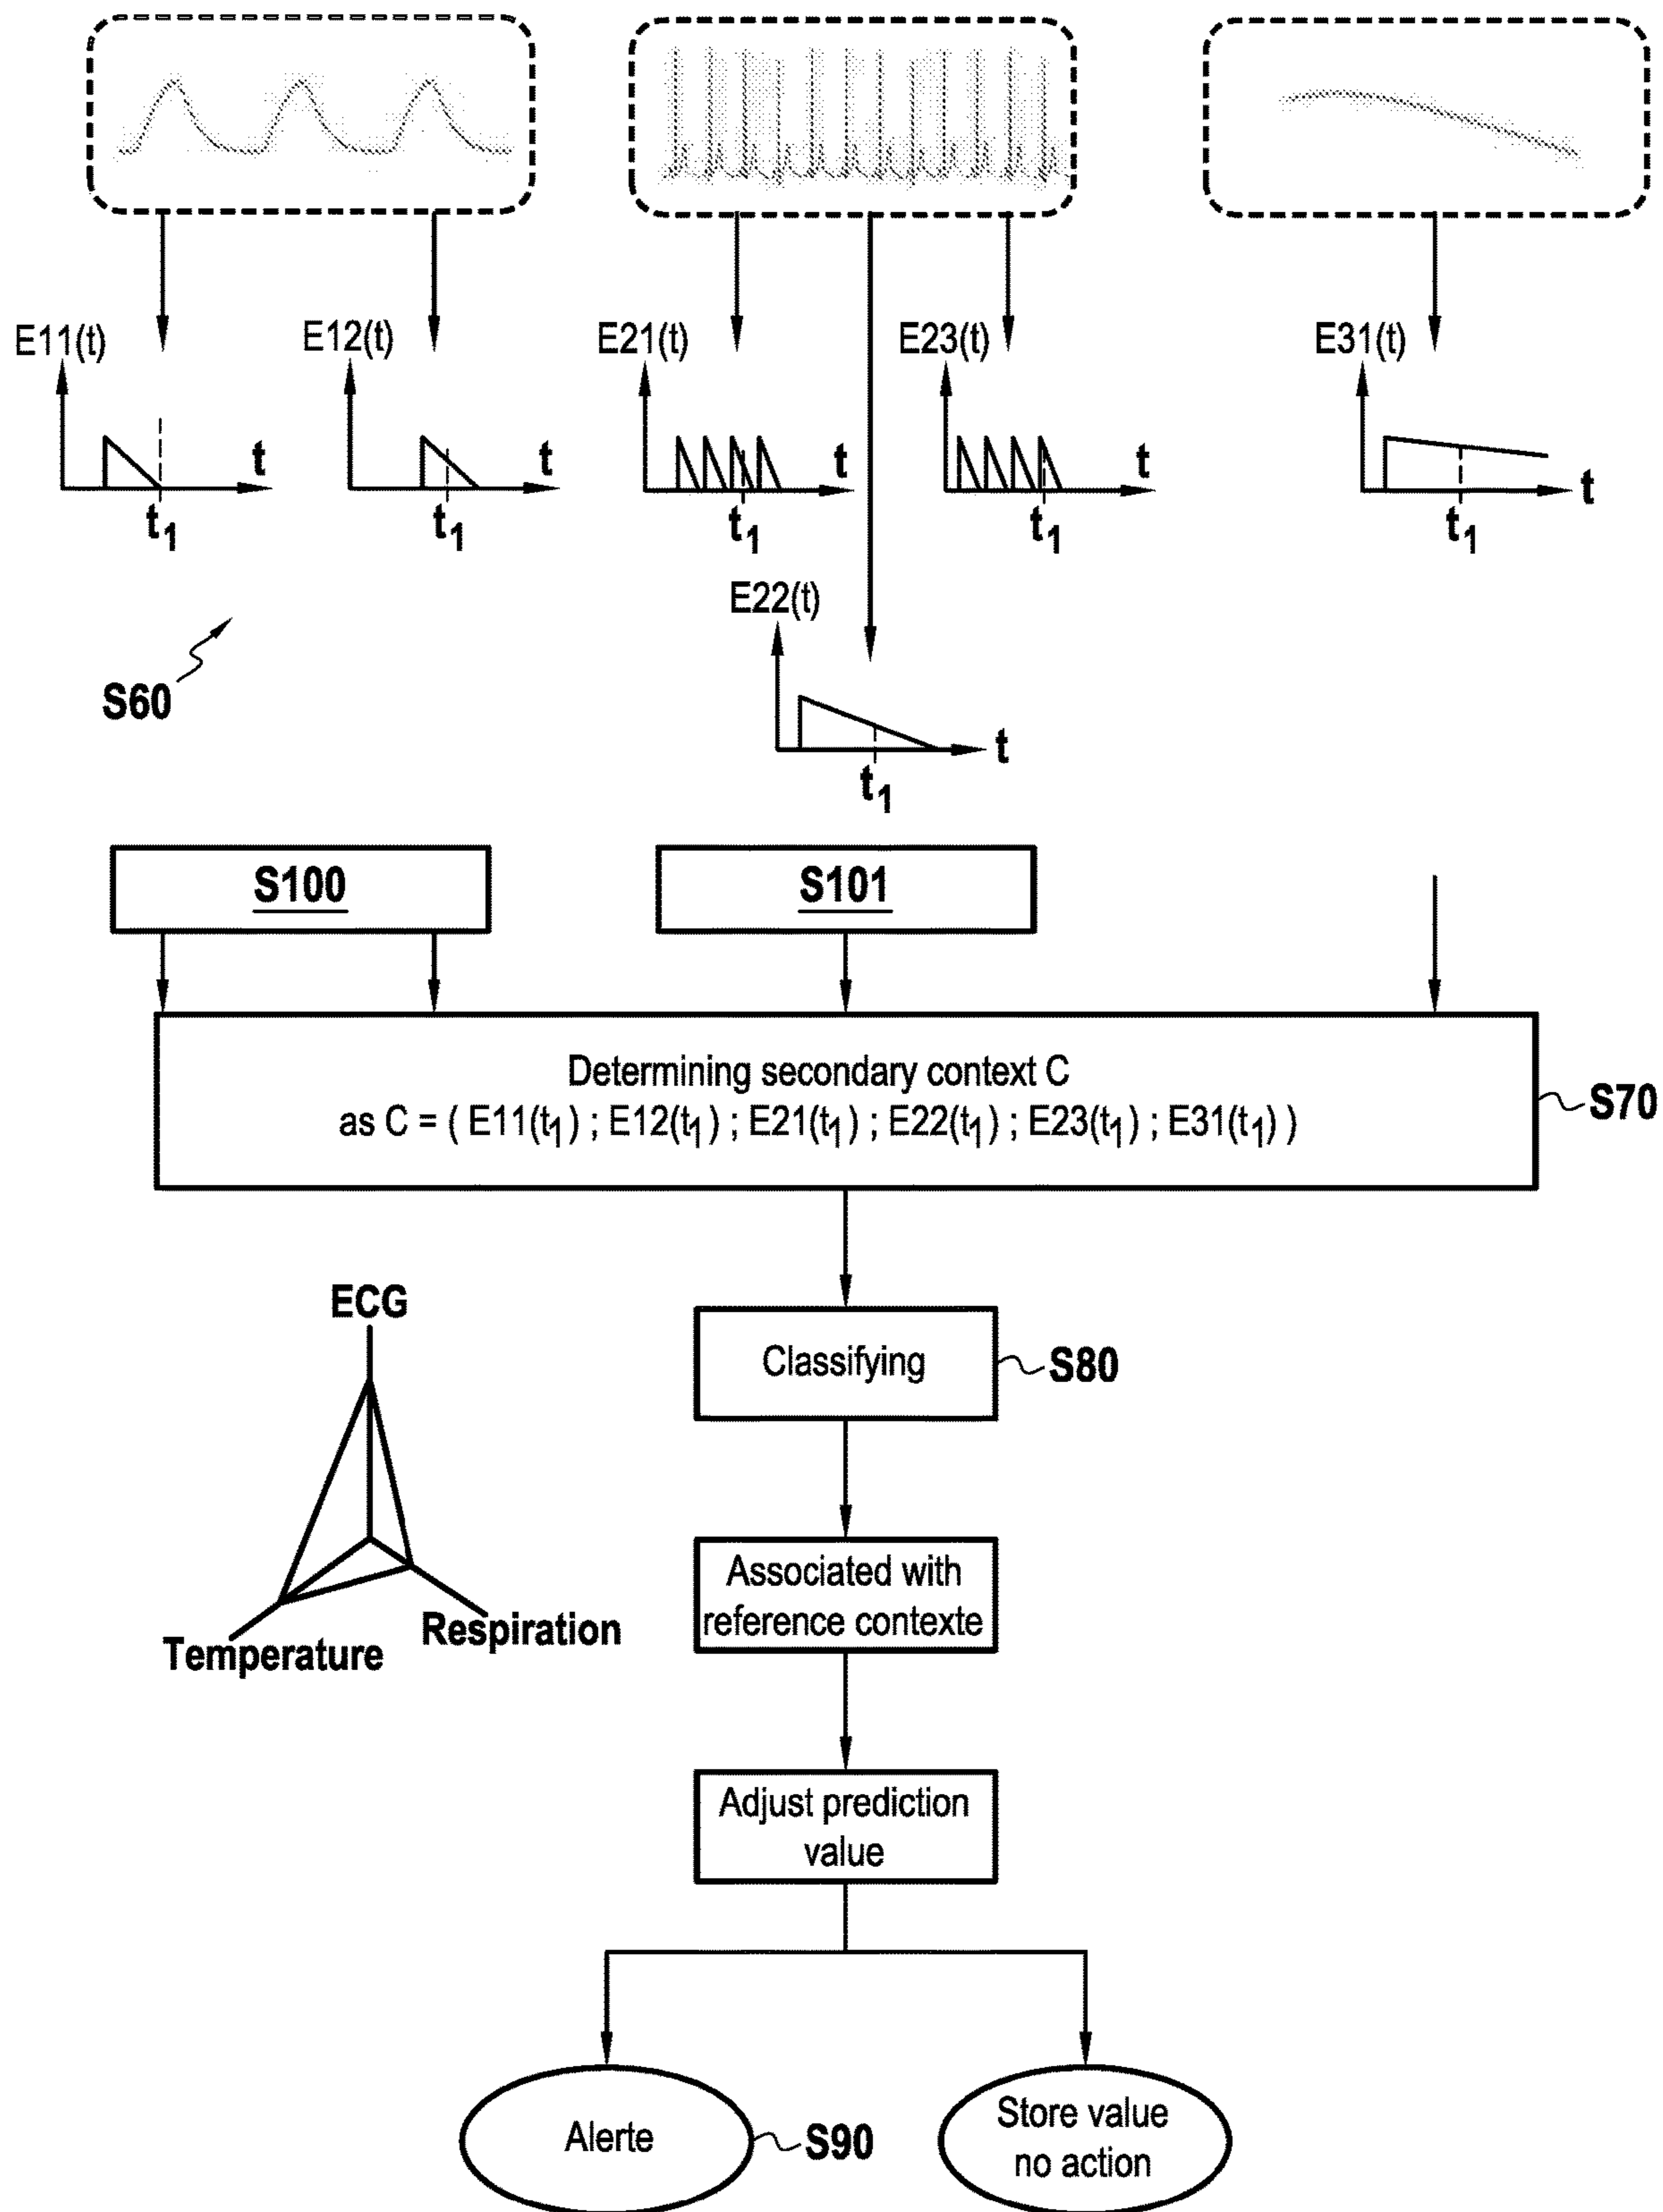 E11(t)
E12(t)
E21(t)
E23(t)
E31(t)
t
t
t
t
t
t1
t1
t1
t1
t1
E22(t)
S60
t
t1
S100
S101
Determining secondary context C
as C = ( E11(t1) ; E12(t1) ; E21(t1) ; E22(t1) ; E23(t1) ; E31(t1) )
S70
ECG
Classifying
S80
Associated with
reference contexte
Respiration
Temperature
Adjust prediction
value
Alerte
S90
Store value
no action